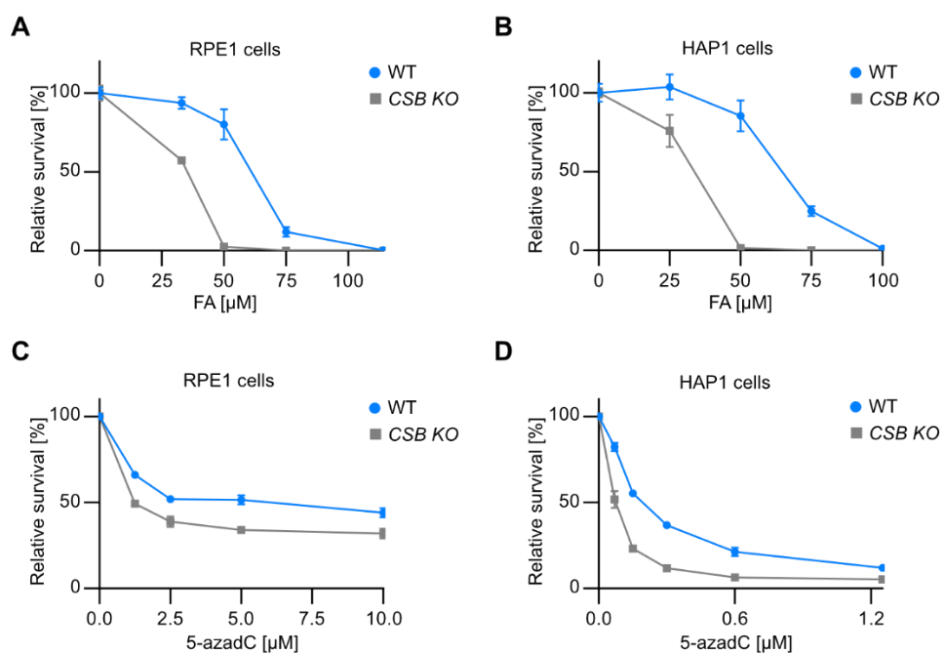 A
RPE1 cells
WT
CSB KO
Relative survival [%]
100
50
0
0 25 50 75 100
FA [µM]
B
HAP1 cells
WT
CSB KO
Relative survival [%]
100
50
0
0 25 50 75 100
FA [µM]
C
RPE1 cells
WT
CSB KO
Relative survival [%]
100
50
0
0.0 2.5 5.0 7.5 10.0
5-azadC [µM]
D
HAP1 cells
WT
CSB KO
Relative survival [%]
100
50
0
0.0 0.6 1.2
5-azadC [µM]